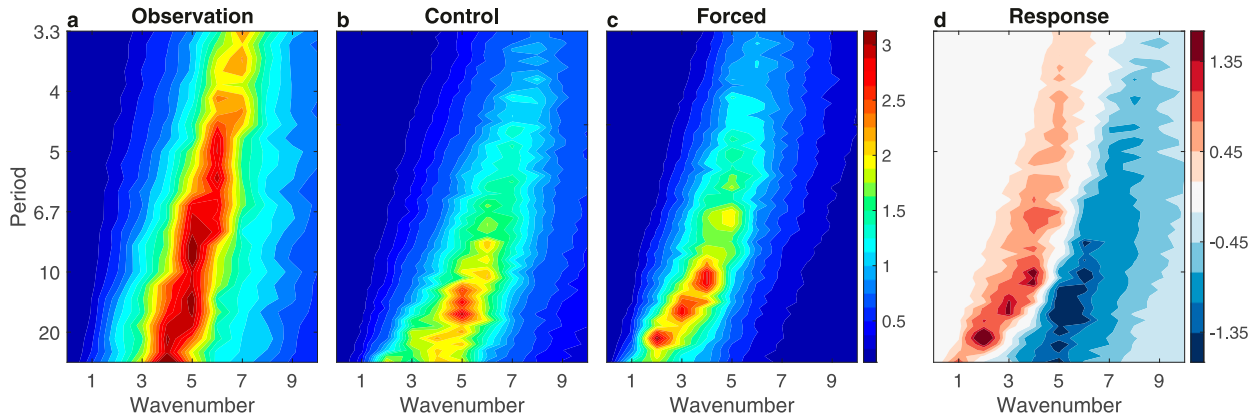 a Observation
b Control
c Forced
d Response
Period
3.3
4
5
6.7
10
20
1 3 5 7 9
Wavenumber
1 3 5 7 9
Wavenumber
1 3 5 7 9
Wavenumber
3
2.5
2
1.5
1
0.5
1 3 5 7 9
Wavenumber
1.35
0.45
-0.45
-1.35